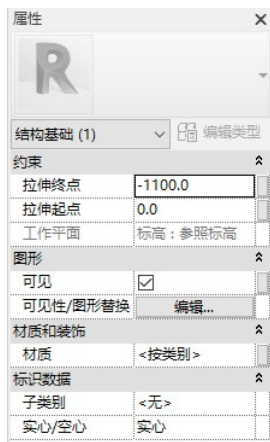 属性
R
结构基础 (1)
编辑类型
约束
拉伸终点 -1100.0
拉伸起点 0.0
工作平面 标高：参照标高
图形
可见
可见性/图形替换 编辑...
材质和装饰
材质 <按类别>
标识数据
子类别 <无>
实心/空心 实心